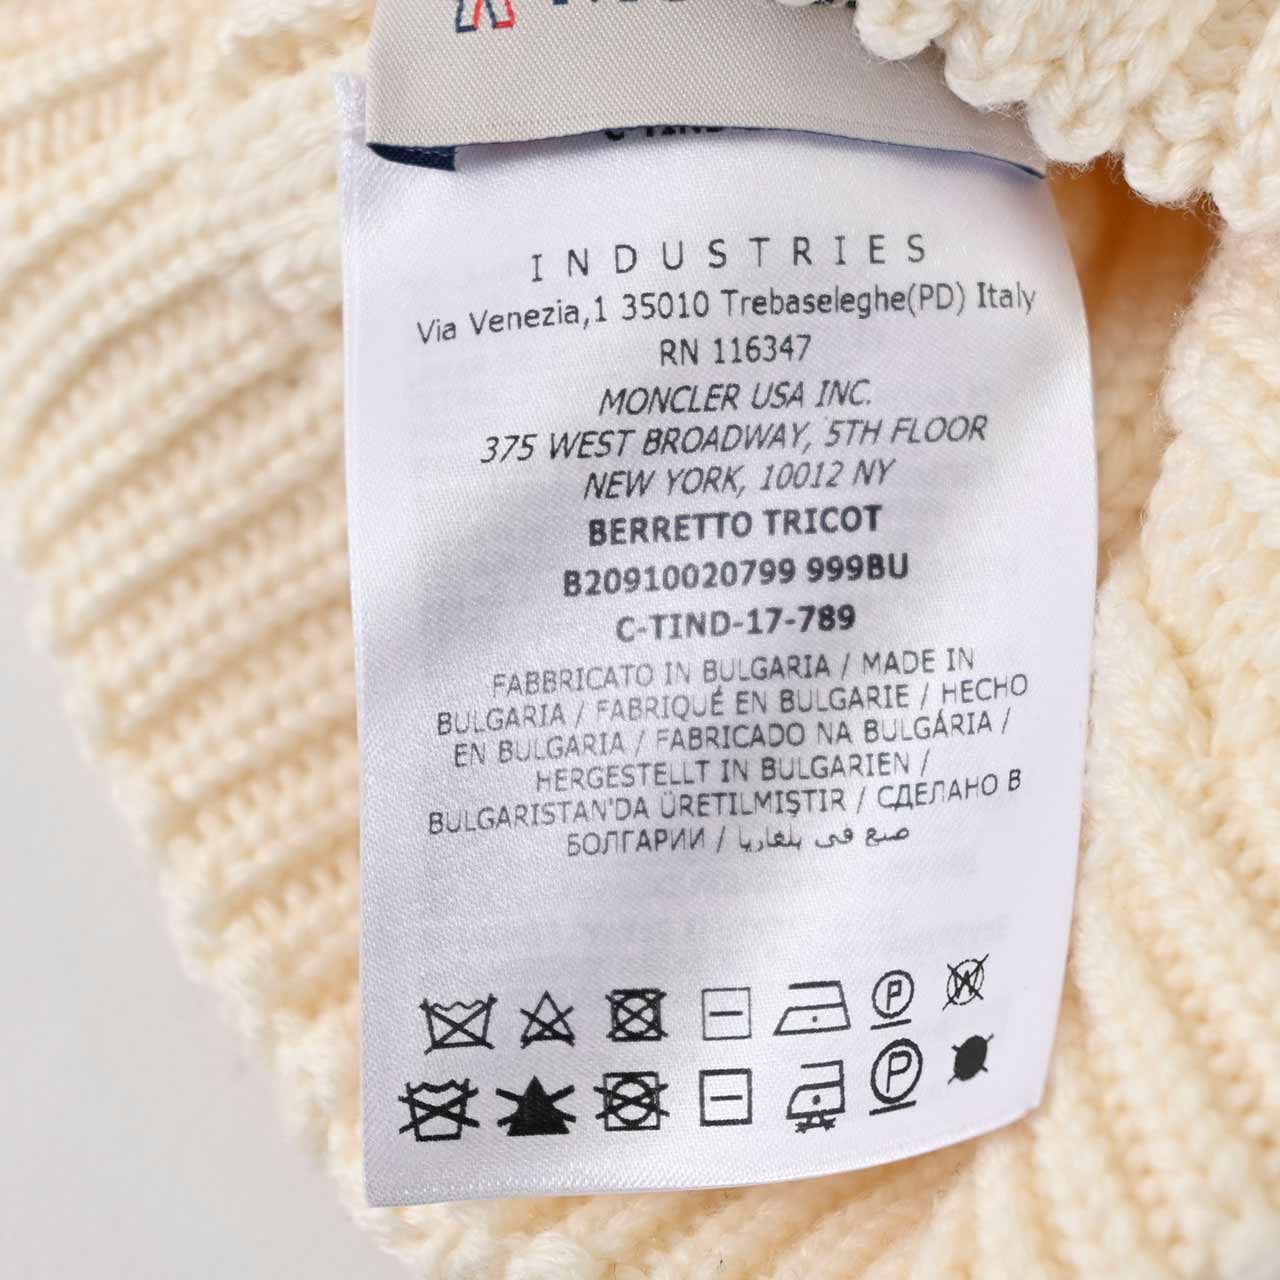 INDUSTRIES
Via Venezia,1 35010 Trebaseleghe(PD) Italy
RN 116347
MONCLER USA INC.
375 WEST BROADWAY, 5TH FLOOR
NEW YORK, 10012 NY
BERRETTO TRICOT
B20910020799 999BU
C-TIND-17-789
FABBRICATO IN BULGARIA / MADE IN
BULGARIA / FABRIQUÉ EN BULGARIE / HECHO
EN BULGARIA / FABRICADO NA BULGÁRIA /
HERGESTELLT IN BULGARIEN /
BULGARISTAN'DA ÜRETILMIŞTIR / СДЕЛАНО В
БОЛГАРИИ / صنع في بلغاريا
P W
P